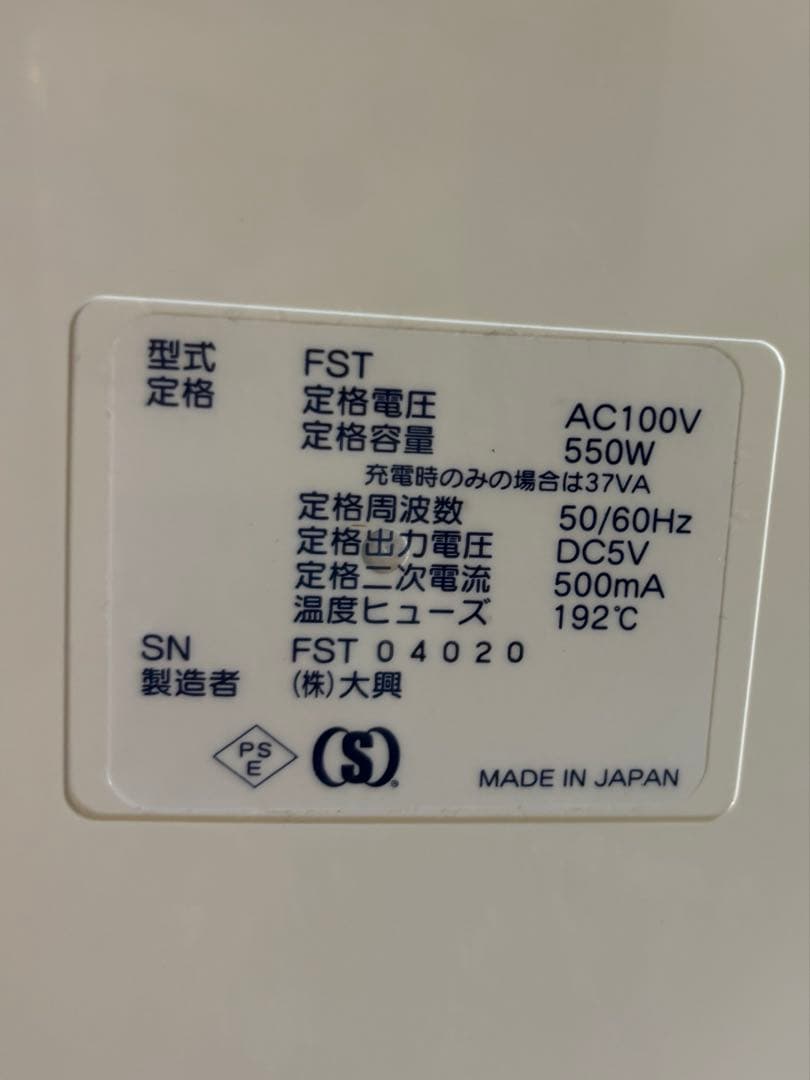 型式 FST
定格 定格電圧 AC100V
定格容量 550W
充電時のみの場合は37VA
定格周波数 50/60Hz
定格出力電圧 DC5V
定格二次電流 500mA
温度ヒューズ 192℃
SN FST 04020
製造者 (株)大興
PS
E
(S)®
MADE IN JAPAN